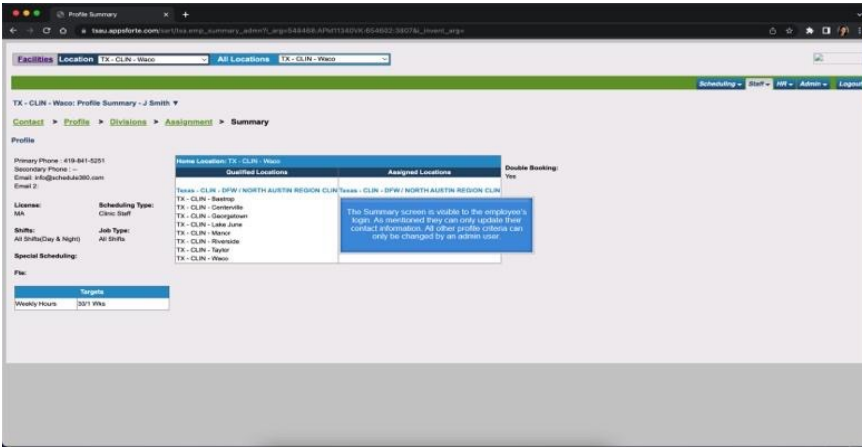 Profile Summary
Facilities Location TX - CLIN - Waco All Locations TX - CLIN - Waco
Scheduling Staff HR Admin Logout
TX - CLIN - Waco: Profile Summary - J Smith ▼
Contact > Profile > Divisions > Assignment > Summary
Profile
Primary Phone : 419-841-5251
Secondary Phone : --
Email: info@schedule360.com
Email 2:
License: Scheduling Type:
MA Clinic Staff
Shifts: Job Type:
All Shifts(Day & Night) All Shifts
Special Scheduling:
Fte:
Targets
Weekly Hours
Home Location: TX - CLIN - Waco
Qualified Locations Assigned Locations
Texas - CLIN - DFW / NORTH AUSTIN REGION CLIN Texas - CLIN - DFW / NORTH AUSTIN REGION CLIN
TX - CLIN - Bastrop
TX - CLIN - Centerville
TX - CLIN - Georgetown
TX - CLIN - Lake June
TX - CLIN - Manor
TX - CLIN - Riverside
TX - CLIN - Taylor
TX - CLIN - Waco
Double Booking:
Yes
The Summary screen is visible to the employee's
login. As mentioned they can only update their
contact information. All other profile criteria can
only be changed by an admin user.